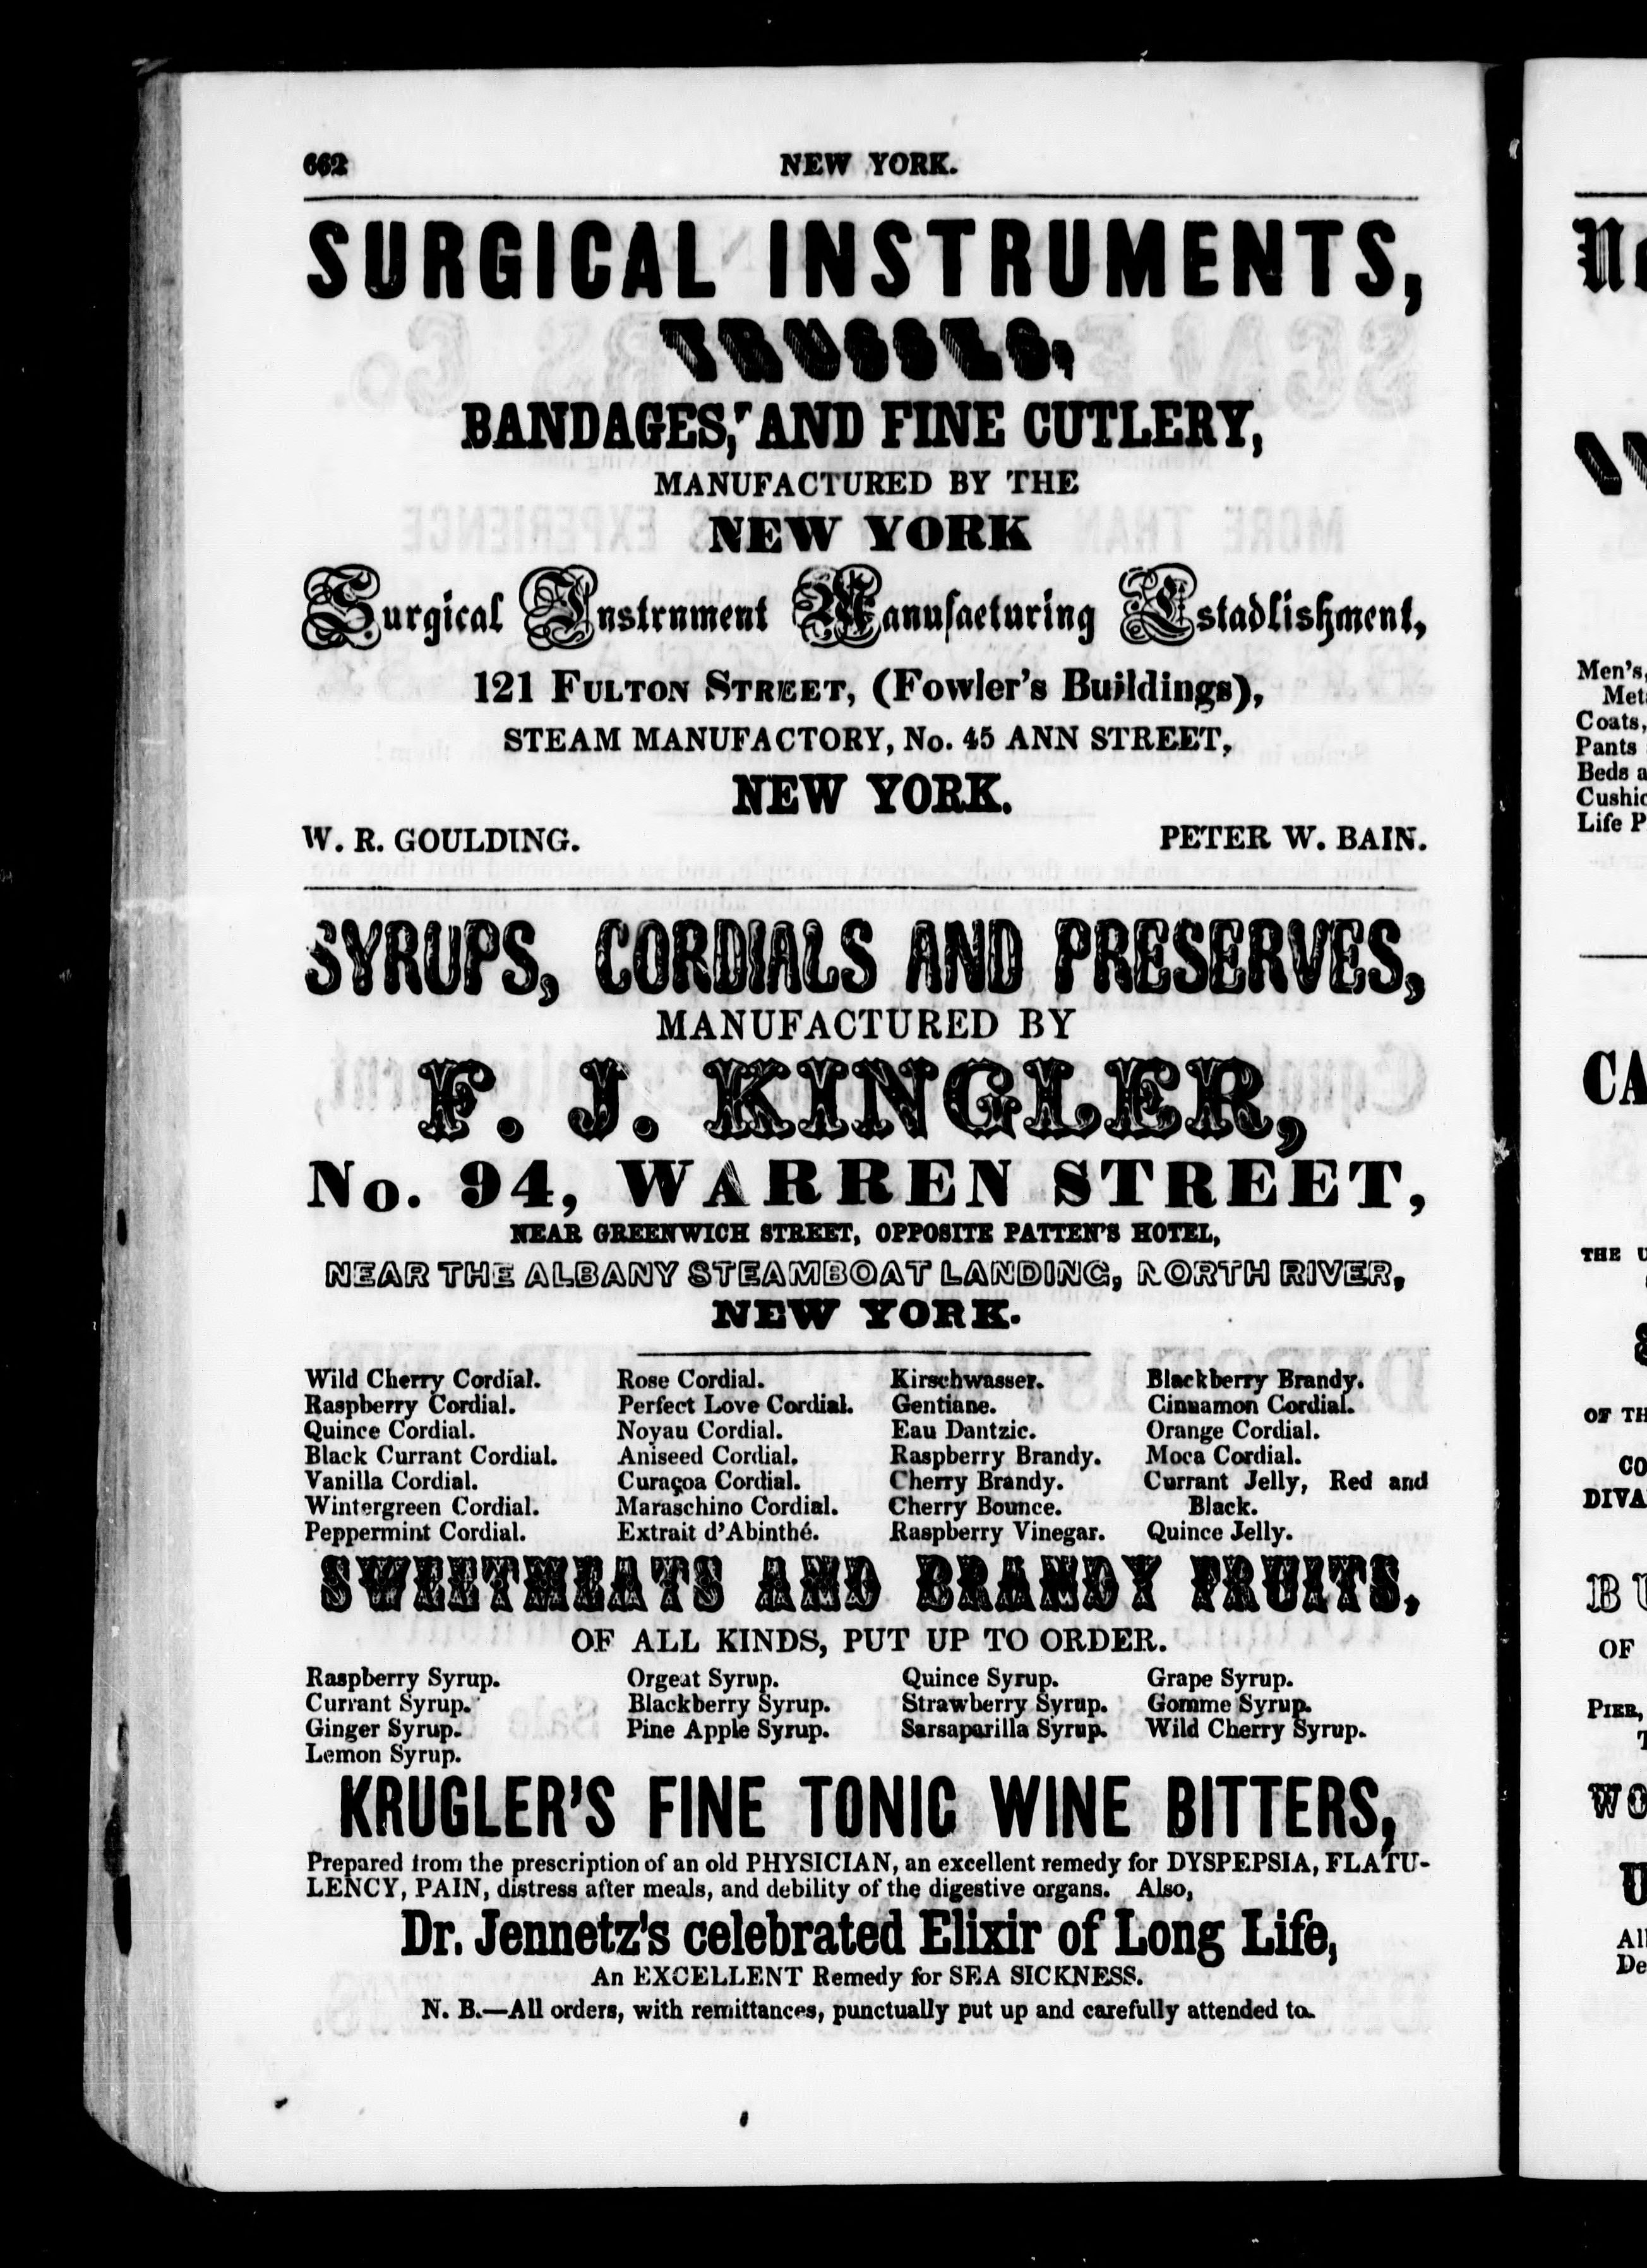 662
NEW YORK.
SURGICAL INSTRUMENTS,
TRUSSES,
BANDAGES, AND FINE CUTLERY,
MANUFACTURED BY THE
NEW YORK
Surgical Instrnment Manufacturing Estadlishment,
121 FULTON STREET, (Fowler's Buildings),
STEAM MANUFACTORY, No. 45 ANN STREET,
NEW YORK.
W. R. GOULDING. PETER W. BAIN.
SYRUPS, CORDIALS AND PRESERVES,
MANUFACTURED BY
F. J. KINGLER,
No. 94, WARREN STREET,
NEAR GREENWICH STREET, OPPOSITE PATTEN'S HOTEL,
NEAR THE ALBANY STEAMBOAT LANDING, NORTH RIVER,
NEW YORK.
Wild Cherry Cordial. Rose Cordial. Kirschwasser. Blackberry Brandy.
Raspberry Cordial. Perfect Love Cordial. Gentiane. Cinnamon Cordial.
Quince Cordial. Noyau Cordial. Eau Dantzic. Orange Cordial.
Black Currant Cordial. Aniseed Cordial. Raspberry Brandy. Moca Cordial.
Vanilla Cordial. Curaçoa Cordial. Cherry Brandy. Currant Jelly, Red and
Wintergreen Cordial. Maraschino Cordial. Cherry Bounce. Black.
Peppermint Cordial. Extrait d'Abinthé. Raspberry Vinegar. Quince Jelly.
SWEETMEATS AND BRANDY FRUITS,
OF ALL KINDS, PUT UP TO ORDER.
Raspberry Syrup. Orgeat Syrup. Quince Syrup. Grape Syrup.
Currant Syrup. Blackberry Syrup. Strawberry Syrup. Gomme Syrup.
Ginger Syrup. Pine Apple Syrup. Sarsaparilla Syrup. Wild Cherry Syrup.
Lemon Syrup.
KRUGLER'S FINE TONIC WINE BITTERS,
Prepared from the prescription of an old PHYSICIAN, an excellent remedy for DYSPEPSIA, FLATU-
LENCY, PAIN, distress after meals, and debility of the digestive organs. Also,
Dr. Jennetz's celebrated Elixir of Long Life,
An EXCELLENT Remedy for SEA SICKNESS.
N. B.—All orders, with remittances, punctually put up and carefully attended to.
Men's,
Coats,
Pants
Beds a
Life P
CA
THE
OF TH
CO
DIVA
OF
PIER,
WO